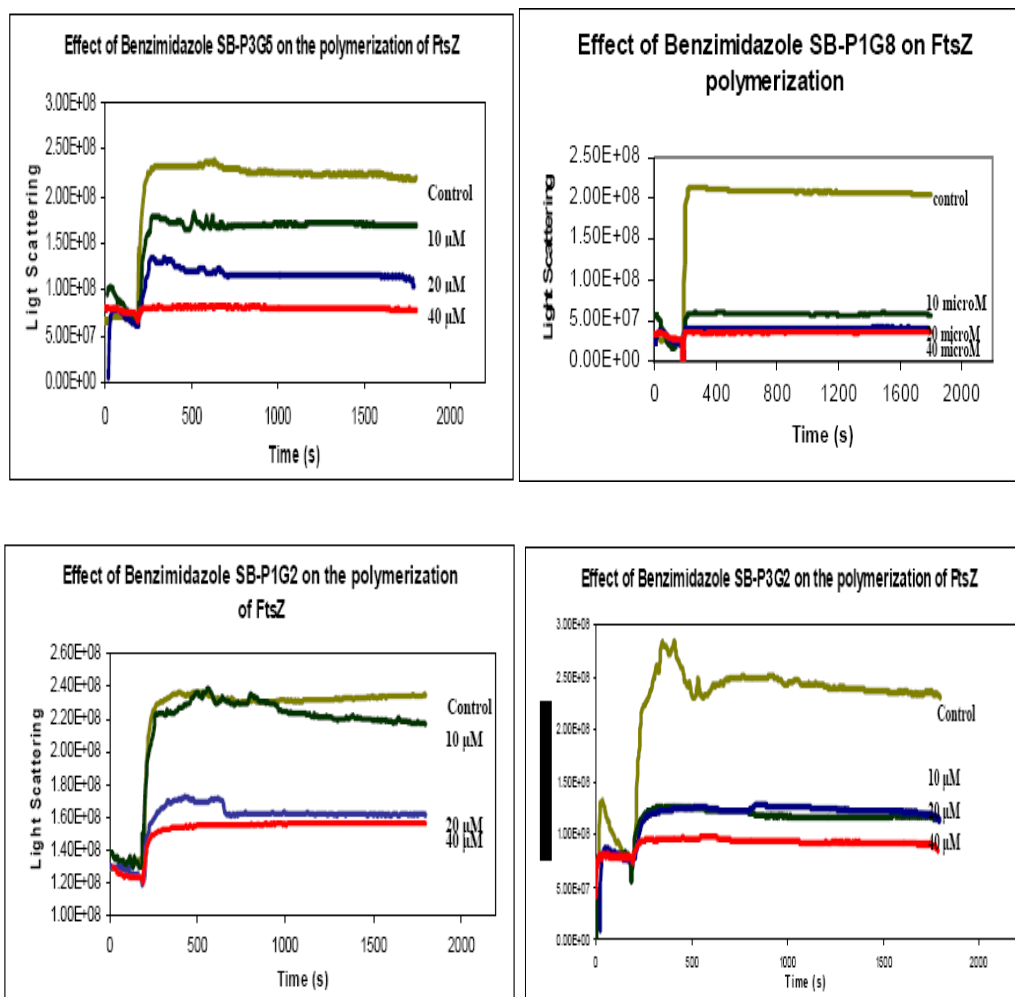 Effect of Benzimidazole SB-P3G5 on the polymerization of FtsZ
Ligt Scattering
3.00E+08
2.50E+08
2.00E+08
1.50E+08
1.00E+08
5.00E+07
0.00E+00
Control
10 µM
20 µM
40 µM
0
500
1000
1500
2000
Time (s)
Effect of Benzimidazole SB-P1G8 on FtsZ
polymerization
Light Scattering
2.50E+08
2.00E+08
1.50E+08
1.00E+08
5.00E+07
0.00E+00
control
10 microM
20 microM
40 microM
0
400
800
1200
1600
2000
Time (s)
Effect of Benzimidazole SB-P1G2 on the polymerization
of FtsZ
Light Scattering
2.60E+08
2.40E+08
2.20E+08
2.00E+08
1.80E+08
1.60E+08
1.40E+08
1.20E+08
1.00E+08
Control
10 µM
20 µM
40 µM
0
500
1000
1500
2000
Time (s)
Effect of Benzimidazole SB-P3G2 on the polymerization of FtsZ
3.00E+08
2.50E+08
2.00E+08
1.50E+08
1.00E+08
5.00E+07
0.00E+00
Control
10 µM
20 µM
40 µM
0
500
1000
1500
2000
Time (s)